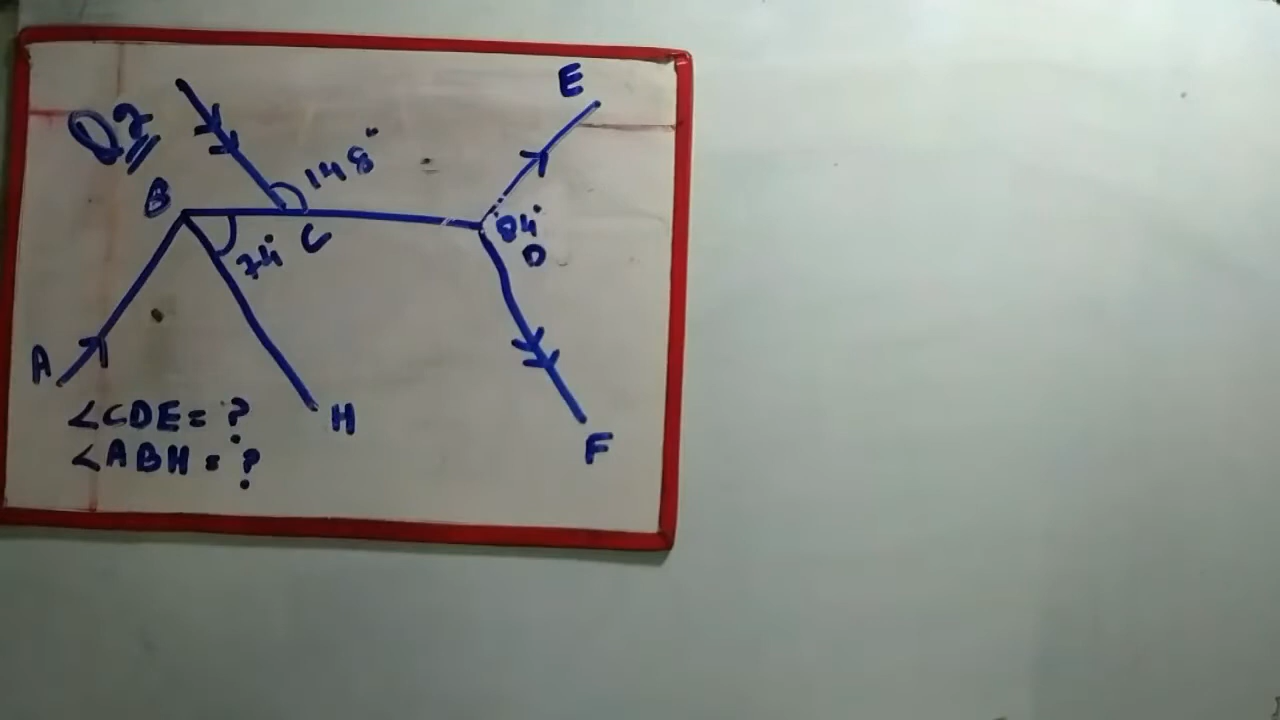 Q2
E
148°
B
C
74°
84°
D
A
H
F
∠CDE = ?
∠ABH = ?